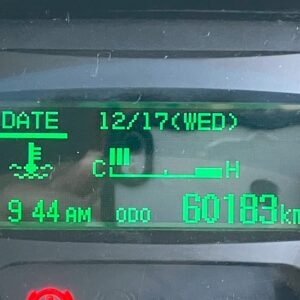 DATE 12/17(WED)
C H
9 44 AM ODO 60183 km